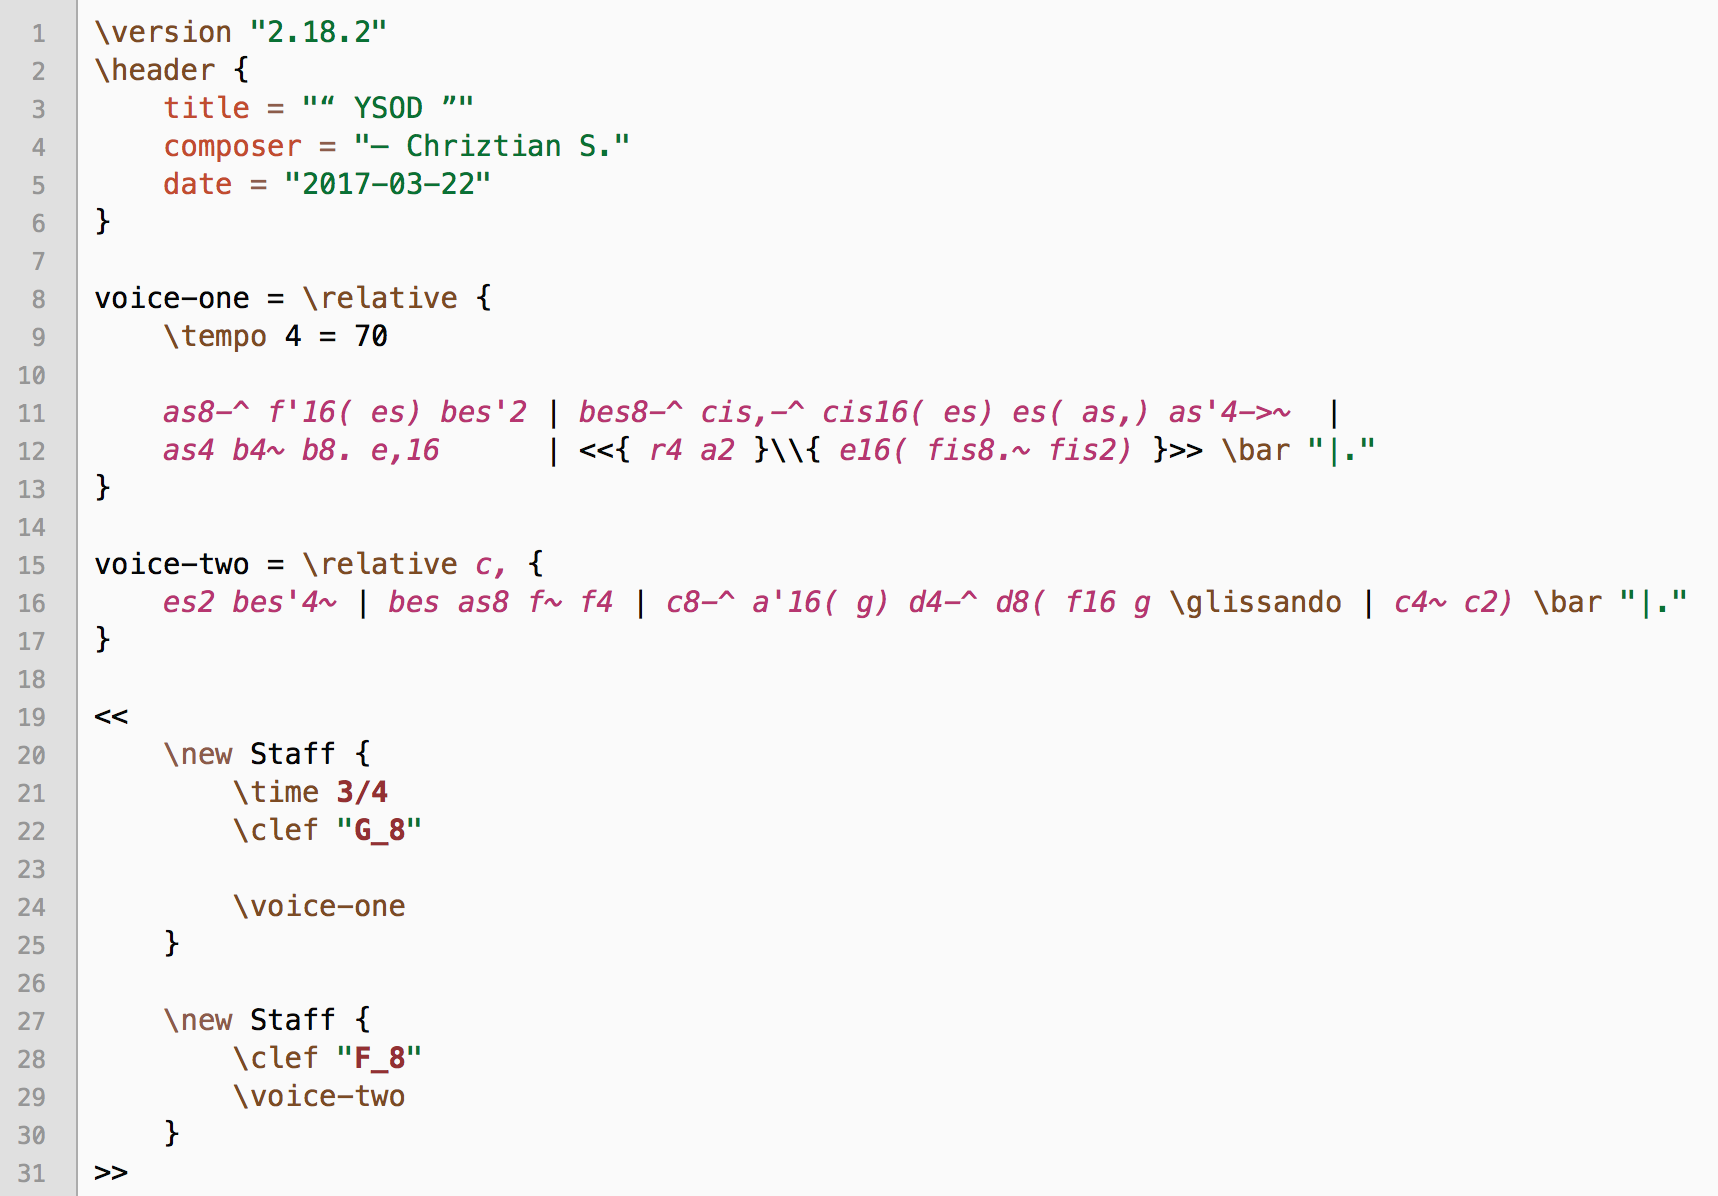 1 \version "2.18.2"
2 \header {
3     title = "“ YSOD ”"
4     composer = "— Chriztian S."
5     date = "2017-03-22"
6 }
7
8 voice-one = \relative {
9     \tempo 4 = 70
10
11     as8-^ f'16( es) bes'2 | bes8-^ cis,-^ cis16( es) es( as,) as'4->~  |
12     as4 b4~ b8. e,16      | <<{ r4 a2 }\\{ e16( fis8.~ fis2) }>> \bar "|."
13 }
14
15 voice-two = \relative c, {
16     es2 bes'4~ | bes as8 f~ f4 | c8-^ a'16( g) d4-^ d8( f16 g \glissando | c4~ c2) \bar "|."
17 }
18
19 <<
20     \new Staff {
21         \time 3/4
22         \clef "G_8"
23
24         \voice-one
25     }
26
27     \new Staff {
28         \clef "F_8"
29         \voice-two
30     }
31 >>